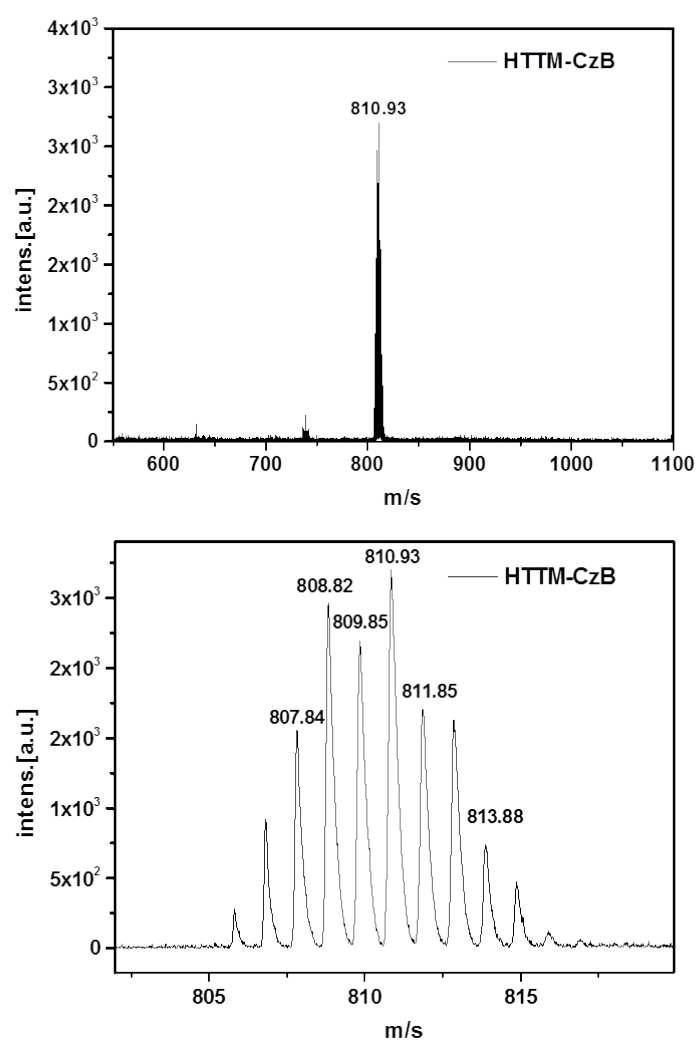 4x10³
HTTM-CzB
3x10³
810.93
3x10³
2x10³
2x10³
1x10³
1x10³
5x10²
0
intens.[a.u.]
600 700 800 900 1000 1100
m/s
810.93
HTTM-CzB
808.82
3x10³
809.85
2x10³
811.85
807.84
2x10³
813.88
1x10³
5x10²
0
intens.[a.u.]
805 810 815
m/s